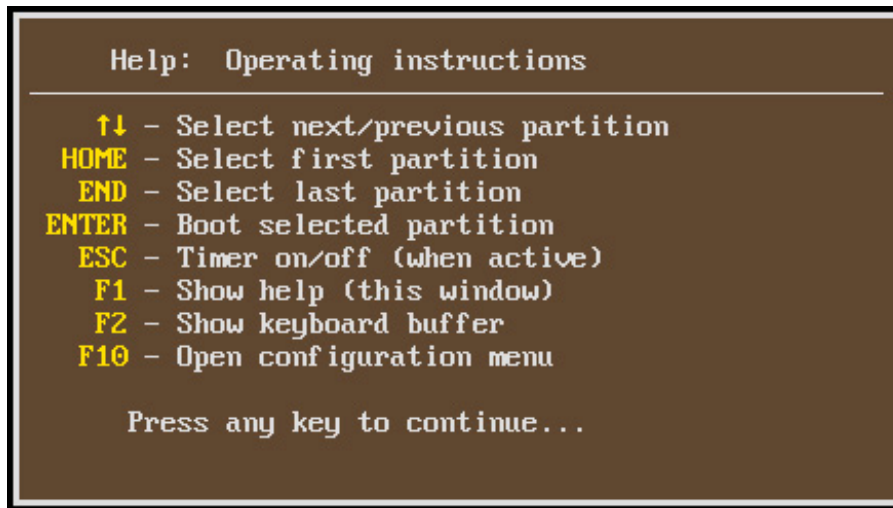 Help: Operating instructions
↑↓ – Select next/previous partition
HOME – Select first partition
END – Select last partition
ENTER – Boot selected partition
ESC – Timer on/off (when active)
F1 – Show help (this window)
F2 – Show keyboard buffer
F10 – Open configuration menu
Press any key to continue...